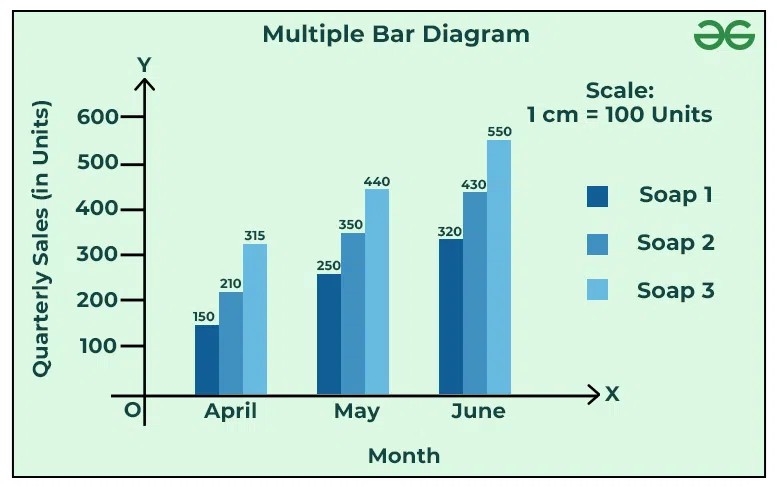 Multiple Bar Diagram
Y
Scale:
1 cm = 100 Units
Quarterly Sales (in Units)
600
500
400
300
200
100
150
210
315
250
350
440
320
430
550
Soap 1
Soap 2
Soap 3
O
April
May
June
X
Month